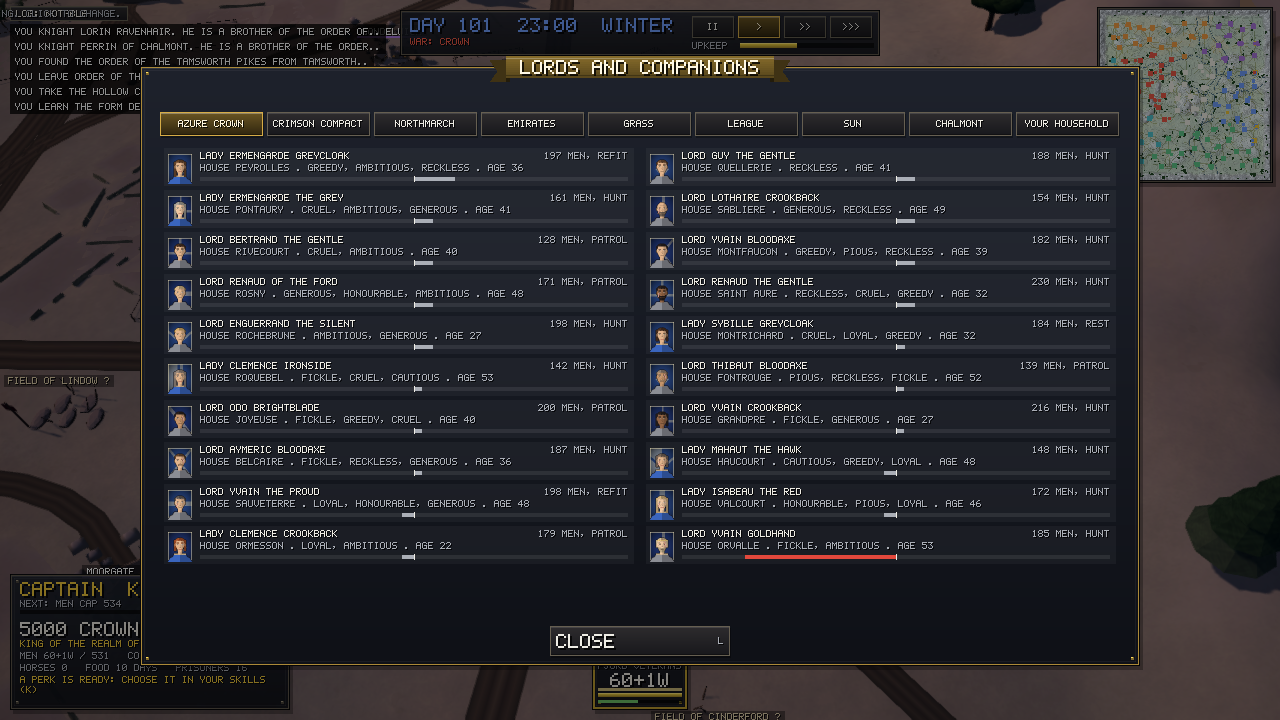 DAY 101 23:00 WINTER
WAR: CROWN
UPKEEP
II > >> >>>
YOU KNIGHT LORIN RAVENHAIR. HE IS A BROTHER OF THE ORDER OF..
YOU KNIGHT PERRIN OF CHALMONT. HE IS A BROTHER OF THE ORDER..
YOU FOUND THE ORDER OF THE TAMSWORTH PIKES FROM TAMSWORTH..
YOU LEAVE ORDER OF TH
YOU TAKE THE HOLLOW C
YOU LEARN THE FORM DE
LORDS AND COMPANIONS
AZURE CROWN
CRIMSON COMPACT
NORTHMARCH
EMIRATES
GRASS
LEAGUE
SUN
CHALMONT
YOUR HOUSEHOLD
LADY ERMENGARDE GREYCLOAK 197 MEN, REFIT
HOUSE PEYROLLES . GREEDY, AMBITIOUS, RECKLESS . AGE 36
LORD GUY THE GENTLE 188 MEN, HUNT
HOUSE QUELLERIE . RECKLESS . AGE 41
LADY ERMENGARDE THE GREY 161 MEN, HUNT
HOUSE PONTAURY . CRUEL, AMBITIOUS, GENEROUS . AGE 41
LORD LOTHAIRE CROOKBACK 154 MEN, HUNT
HOUSE SABLIERE . GENEROUS, RECKLESS . AGE 49
LORD BERTRAND THE GENTLE 128 MEN, PATROL
HOUSE RIVECOURT . CRUEL, AMBITIOUS . AGE 40
LORD YVAIN BLOODAXE 182 MEN, HUNT
HOUSE MONTFAUCON . GREEDY, PIOUS, RECKLESS . AGE 39
LORD RENAUD OF THE FORD 171 MEN, PATROL
HOUSE ROSNY . GENEROUS, HONOURABLE, AMBITIOUS . AGE 48
LORD RENAUD THE GENTLE 230 MEN, HUNT
HOUSE SAINT AURE . RECKLESS, CRUEL, GREEDY . AGE 32
LORD ENGUERRAND THE SILENT 198 MEN, HUNT
HOUSE ROCHEBRUNE . AMBITIOUS, GENEROUS . AGE 27
LADY SYBILLE GREYCLOAK 184 MEN, REST
HOUSE MONTRICHARD . CRUEL, LOYAL, GREEDY . AGE 32
LADY CLEMENCE IRONSIDE 142 MEN, HUNT
HOUSE ROQUEBEL . FICKLE, CRUEL, CAUTIOUS . AGE 53
LORD THIBAUT BLOODAXE 139 MEN, PATROL
HOUSE FONTROUGE . PIOUS, RECKLESS, FICKLE . AGE 52
LORD ODO BRIGHTBLADE 200 MEN, PATROL
HOUSE JOYEUSE . FICKLE, GREEDY, CRUEL . AGE 40
LORD YVAIN CROOKBACK 216 MEN, HUNT
HOUSE GRANDPRE . FICKLE, GENEROUS . AGE 27
LORD AYMERIC BLOODAXE 187 MEN, HUNT
HOUSE BELCAIRE . FICKLE, RECKLESS, GENEROUS . AGE 36
LADY MAHAUT THE HAWK 148 MEN, HUNT
HOUSE HAUCOURT . CAUTIOUS, GREEDY, LOYAL . AGE 48
LORD YVAIN THE PROUD 198 MEN, REFIT
HOUSE SAUVETERRE . LOYAL, HONOURABLE, GENEROUS . AGE 48
LADY ISABEAU THE RED 172 MEN, HUNT
HOUSE VALCOURT . HONOURABLE, PIOUS, LOYAL . AGE 46
LADY CLEMENCE CROOKBACK 179 MEN, PATROL
HOUSE ORMESSON . LOYAL, AMBITIOUS . AGE 22
LORD YVAIN GOLDHAND 185 MEN, HUNT
HOUSE ORVALLE . FICKLE, AMBITIOUS . AGE 53
CLOSE L
FIELD OF LINDOW ?
MOORGATE
CAPTAIN K
NEXT: MEN CAP 534
5000 CROWN
KING OF THE REALM OF
MEN 60+1W / 531 CO
HORSES 0 FOOD 10 DAYS PRISONERS 16
A PERK IS READY: CHOOSE IT IN YOUR SKILLS
(K)
60+1W
FIELD OF CINDERFORD ?